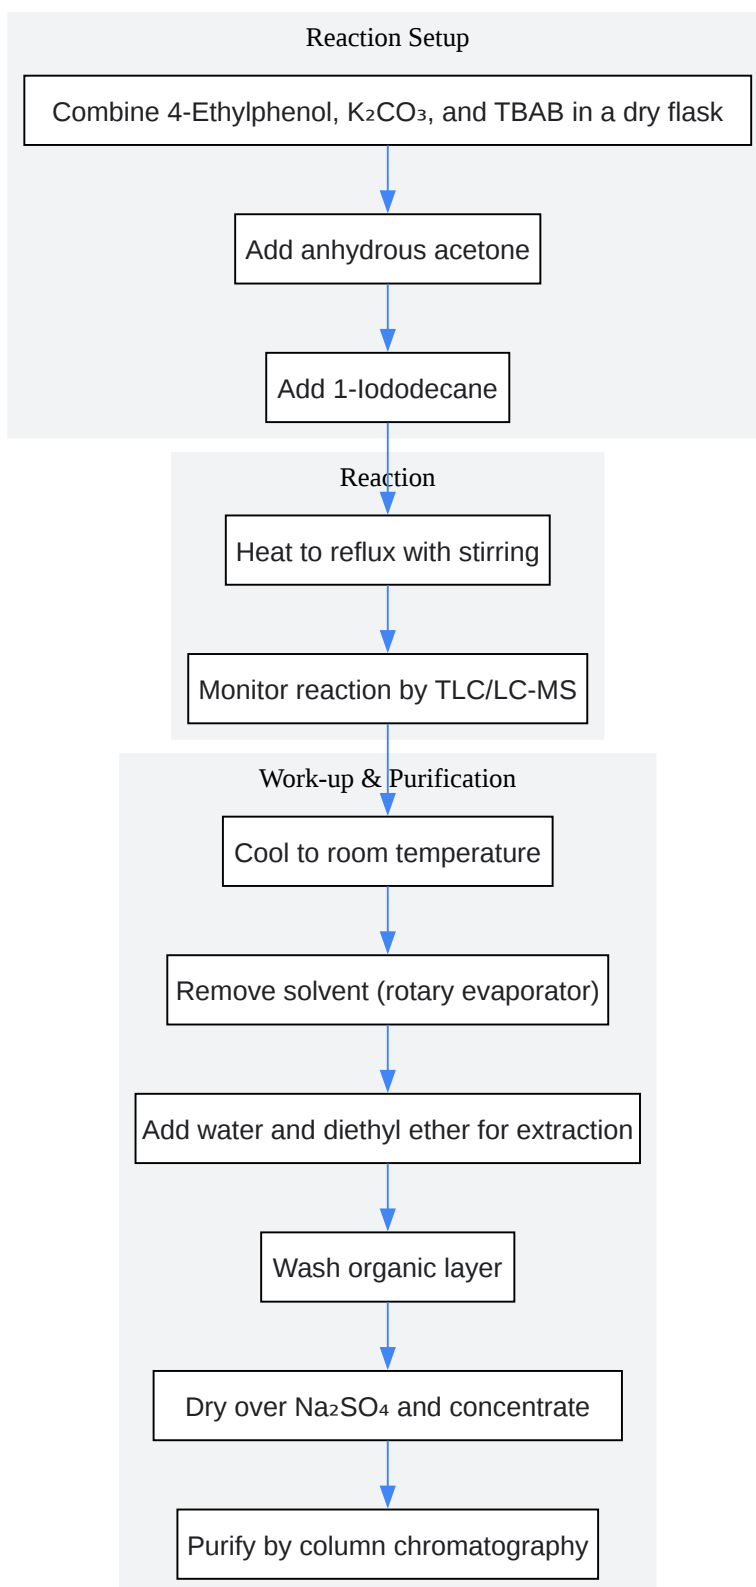 Reaction Setup
Combine 4-Ethylphenol, K₂CO₃, and TBAB in a dry flask
Add anhydrous acetone
Add 1-Iododecane
Reaction
Heat to reflux with stirring
Monitor reaction by TLC/LC-MS
Work-up & Purification
Cool to room temperature
Remove solvent (rotary evaporator)
Add water and diethyl ether for extraction
Wash organic layer
Dry over Na₂SO₄ and concentrate
Purify by column chromatography